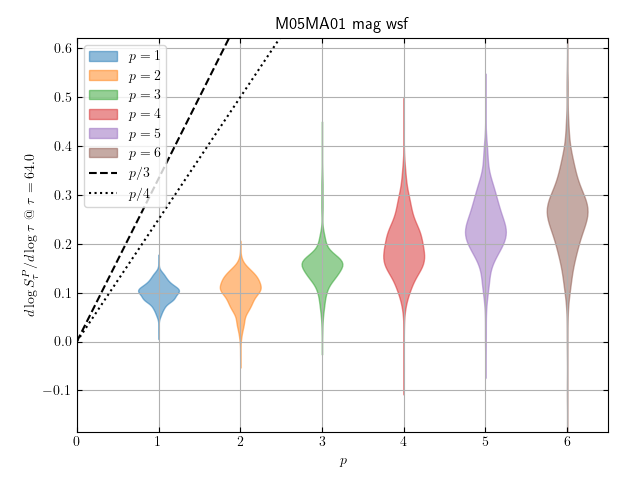 M05MA01 mag wsf
d log S_τ^P / d log τ @ τ = 64.0
0.6
0.5
0.4
0.3
0.2
0.1
0.0
−0.1
p = 1
p = 2
p = 3
p = 4
p = 5
p = 6
p/3
p/4
0 1 2 3 4 5 6
p